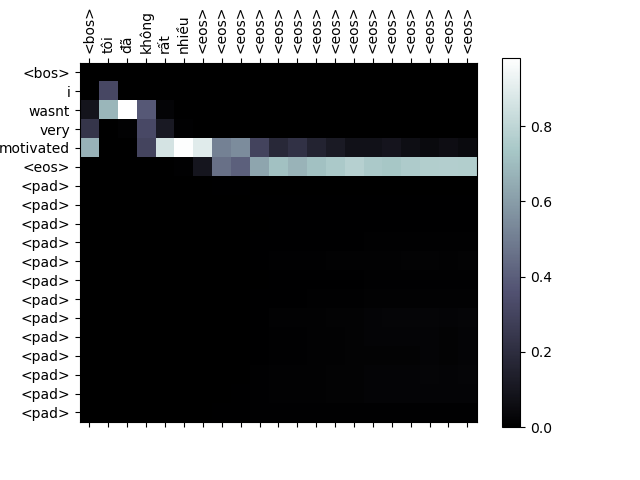 <bos> tôi đã không rất nhiều <eos> <eos> <eos> <eos> <eos> <eos> <eos> <eos> <eos> <eos> <eos> <eos> <eos> <eos> <eos>
<bos>
i
wasnt
very
motivated
<eos>
<pad>
<pad>
<pad>
<pad>
<pad>
<pad>
<pad>
<pad>
<pad>
<pad>
<pad>
<pad>
<pad>
0.8
0.6
0.4
0.2
0.0